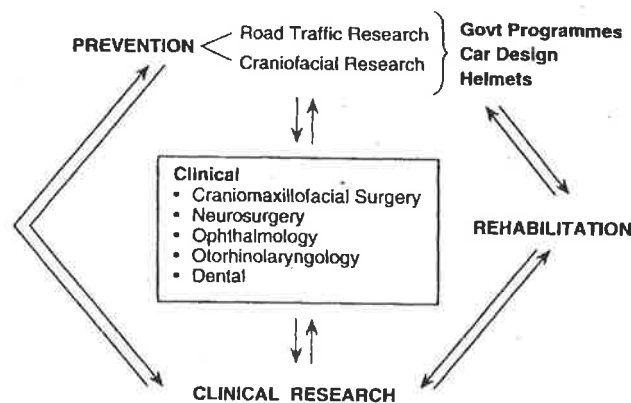 PREVENTION
Road Traffic Research
Craniofacial Research
Govt Programmes
Car Design
Helmets
Clinical
• Craniomaxillofacial Surgery
• Neurosurgery
• Ophthalmology
• Otorhinolaryngology
• Dental
REHABILITATION
CLINICAL RESEARCH